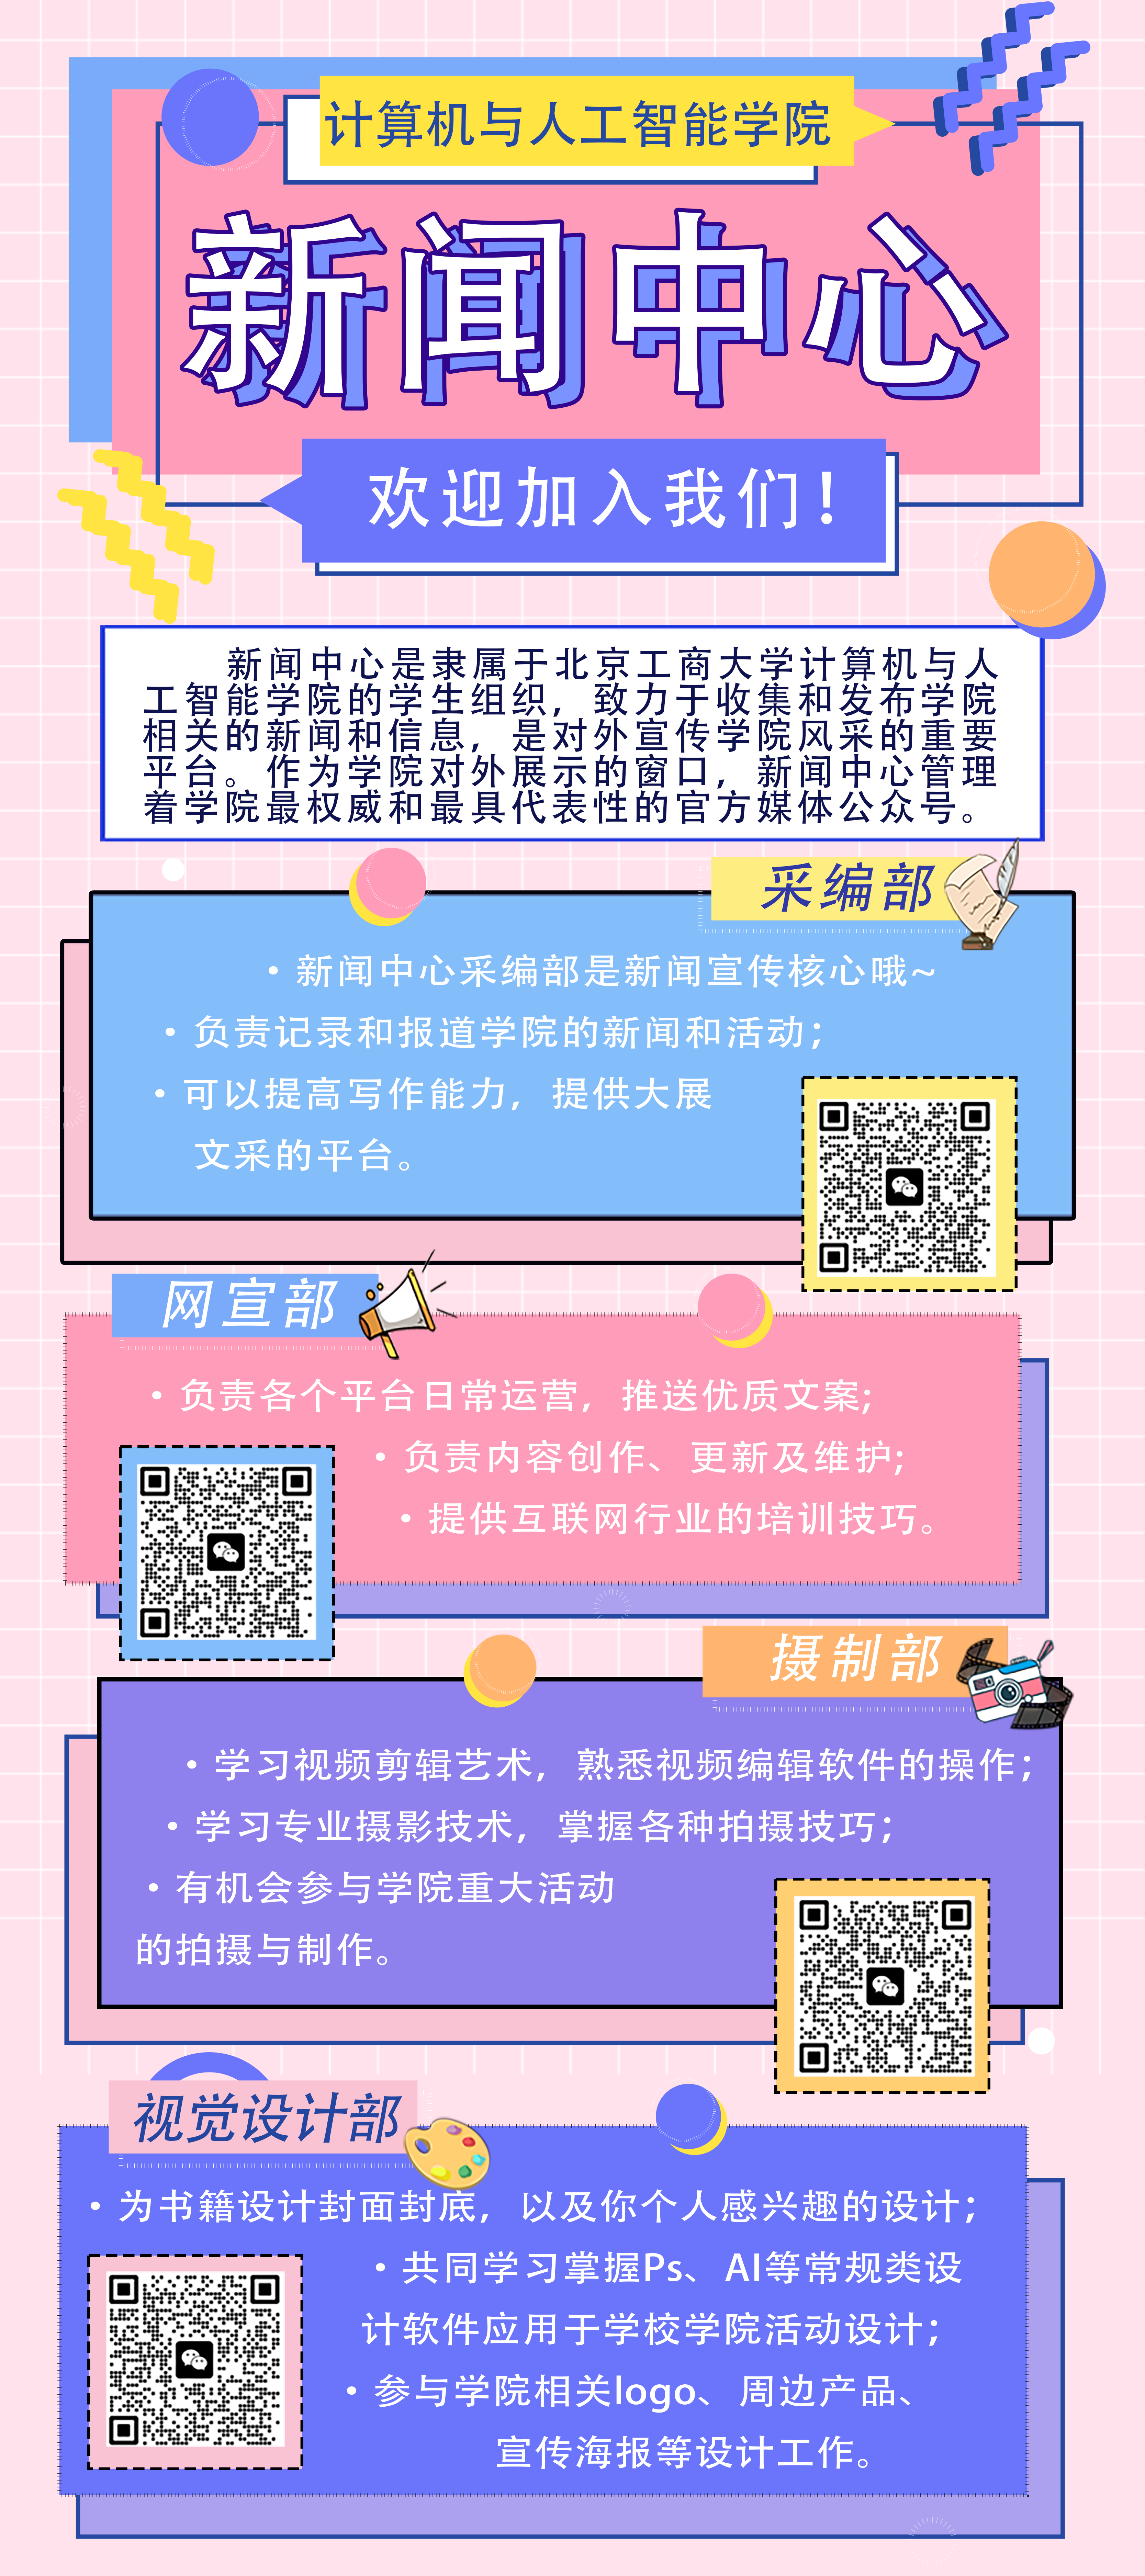 计算机与人工智能学院
新闻中心
欢迎加入我们！
新闻中心是隶属于北京工商大学计算机与人
工智能学院的学生组织，致力于收集和发布学院
相关的新闻和信息，是对外宣传学院风采的重要
平台。作为学院对外展示的窗口，新闻中心管理
着学院最权威和最具代表性的官方媒体公众号。
采编部
• 新闻中心采编部是新闻宣传核心哦~
• 负责记录和报道学院的新闻和活动；
• 可以提高写作能力，提供大展
文采的平台。
网宣部
• 负责各个平台日常运营，推送优质文案;
• 负责内容创作、更新及维护;
• 提供互联网行业的培训技巧。
摄制部
• 学习视频剪辑艺术，熟悉视频编辑软件的操作；
• 学习专业摄影技术，掌握各种拍摄技巧；
• 有机会参与学院重大活动
的拍摄与制作。
视觉设计部
• 为书籍设计封面封底，以及你个人感兴趣的设计；
• 共同学习掌握Ps、AI等常规类设
计软件应用于学校学院活动设计；
• 参与学院相关logo、周边产品、
宣传海报等设计工作。